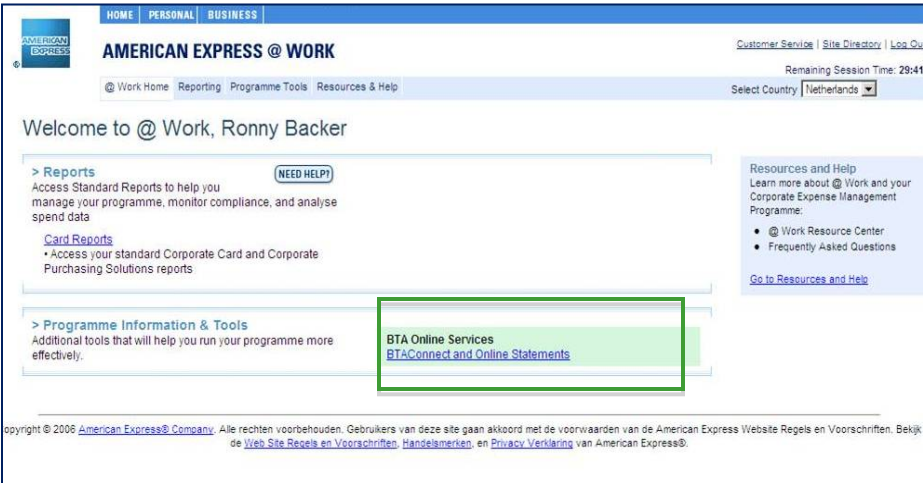 HOME PERSONAL BUSINESS
AMERICAN EXPRESS
®
AMERICAN EXPRESS @ WORK
Customer Service | Site Directory | Log Ou
Remaining Session Time: 29:41
@ Work Home Reporting Programme Tools Resources & Help
Select Country Netherlands
Welcome to @ Work, Ronny Backer
> Reports
NEED HELP?
Access Standard Reports to help you
manage your programme, monitor compliance, and analyse
spend data
Card Reports
• Access your standard Corporate Card and Corporate
Purchasing Solutions reports
Resources and Help
Learn more about @ Work and your
Corporate Expense Management
Programme:
• @ Work Resource Center
• Frequently Asked Questions
Go to Resources and Help
> Programme Information & Tools
Additional tools that will help you run your programme more
effectively.
BTA Online Services
BTAConnect and Online Statements
opyright © 2006 American Express® Company. Alle rechten voorbehouden. Gebruikers van deze site gaan akkoord met de voorwaarden van de American Express Website Regels en Voorschriften. Bekijk
de Web Site Regels en Voorschriften, Handelsmerken, en Privacy Verklaring van American Express®.